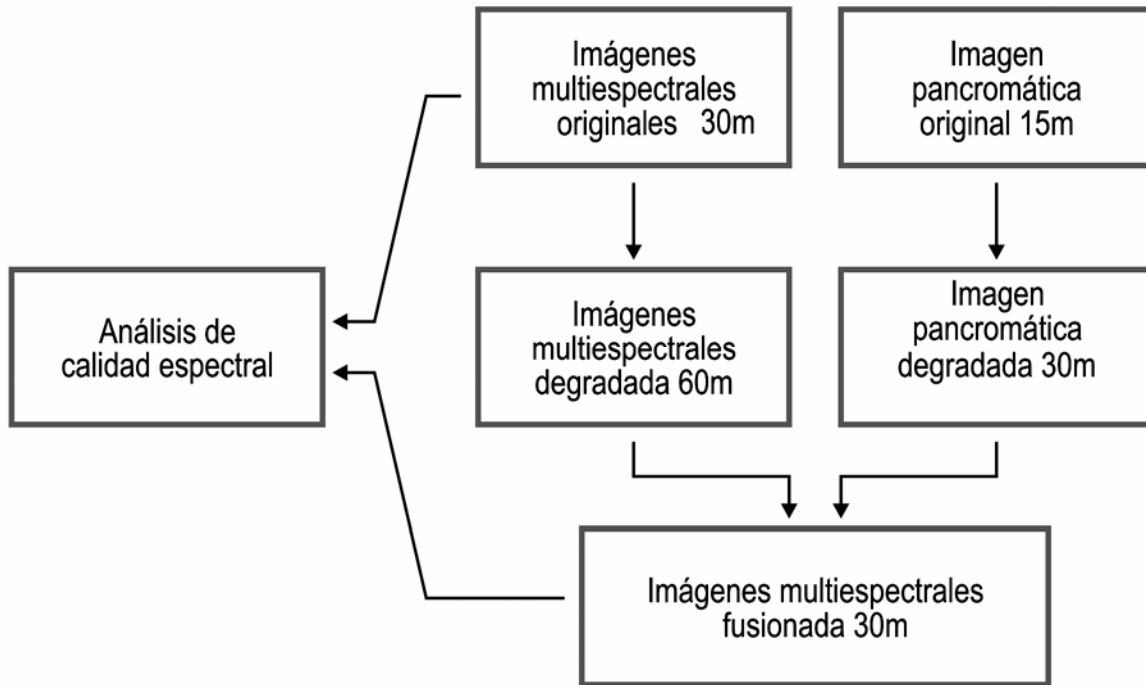 Imágenes
multiespectrales
originales 30m
Imagen
pancromática
original 15m
Análisis de
calidad espectral
Imágenes
multiespectrales
degradada 60m
Imagen
pancromática
degradada 30m
Imágenes multiespectrales
fusionada 30m